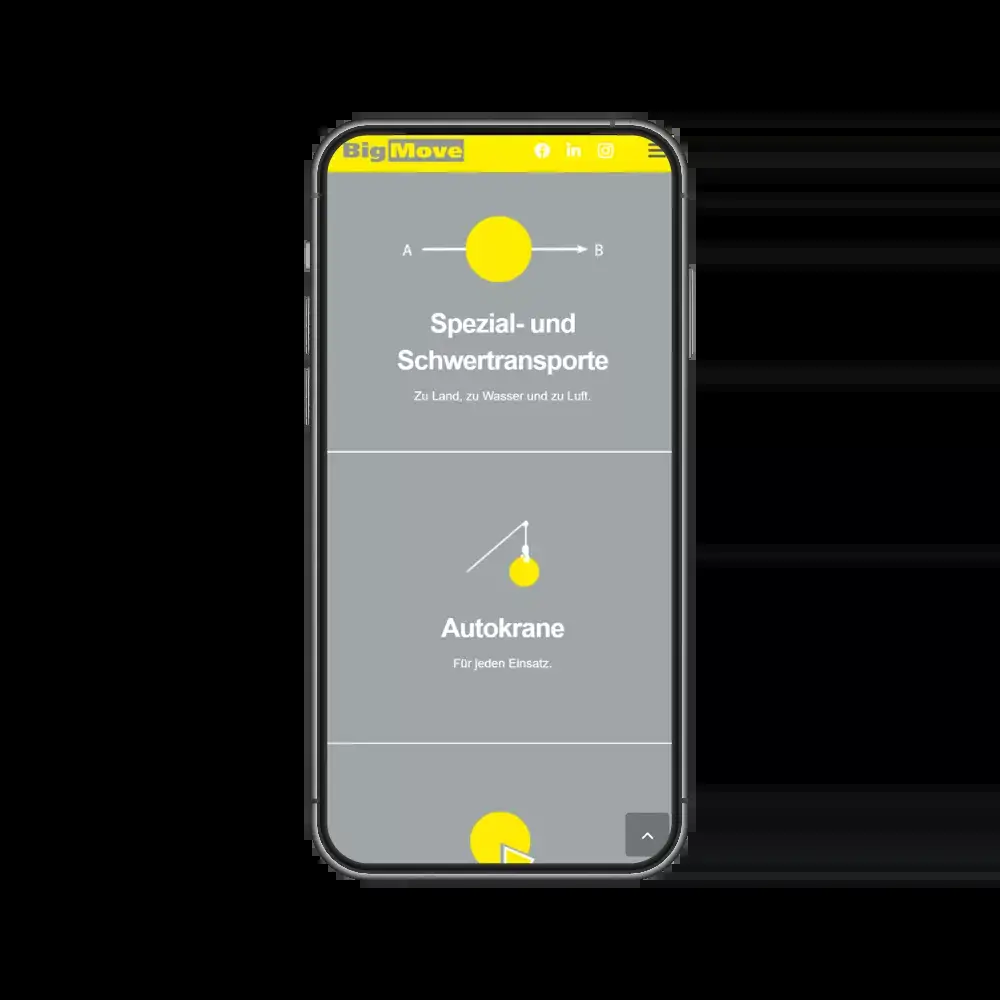 BigMove
A B
Spezial- und
Schwertransporte
Zu Land, zu Wasser und zu Luft.
Autokrane
Für jeden Einsatz.